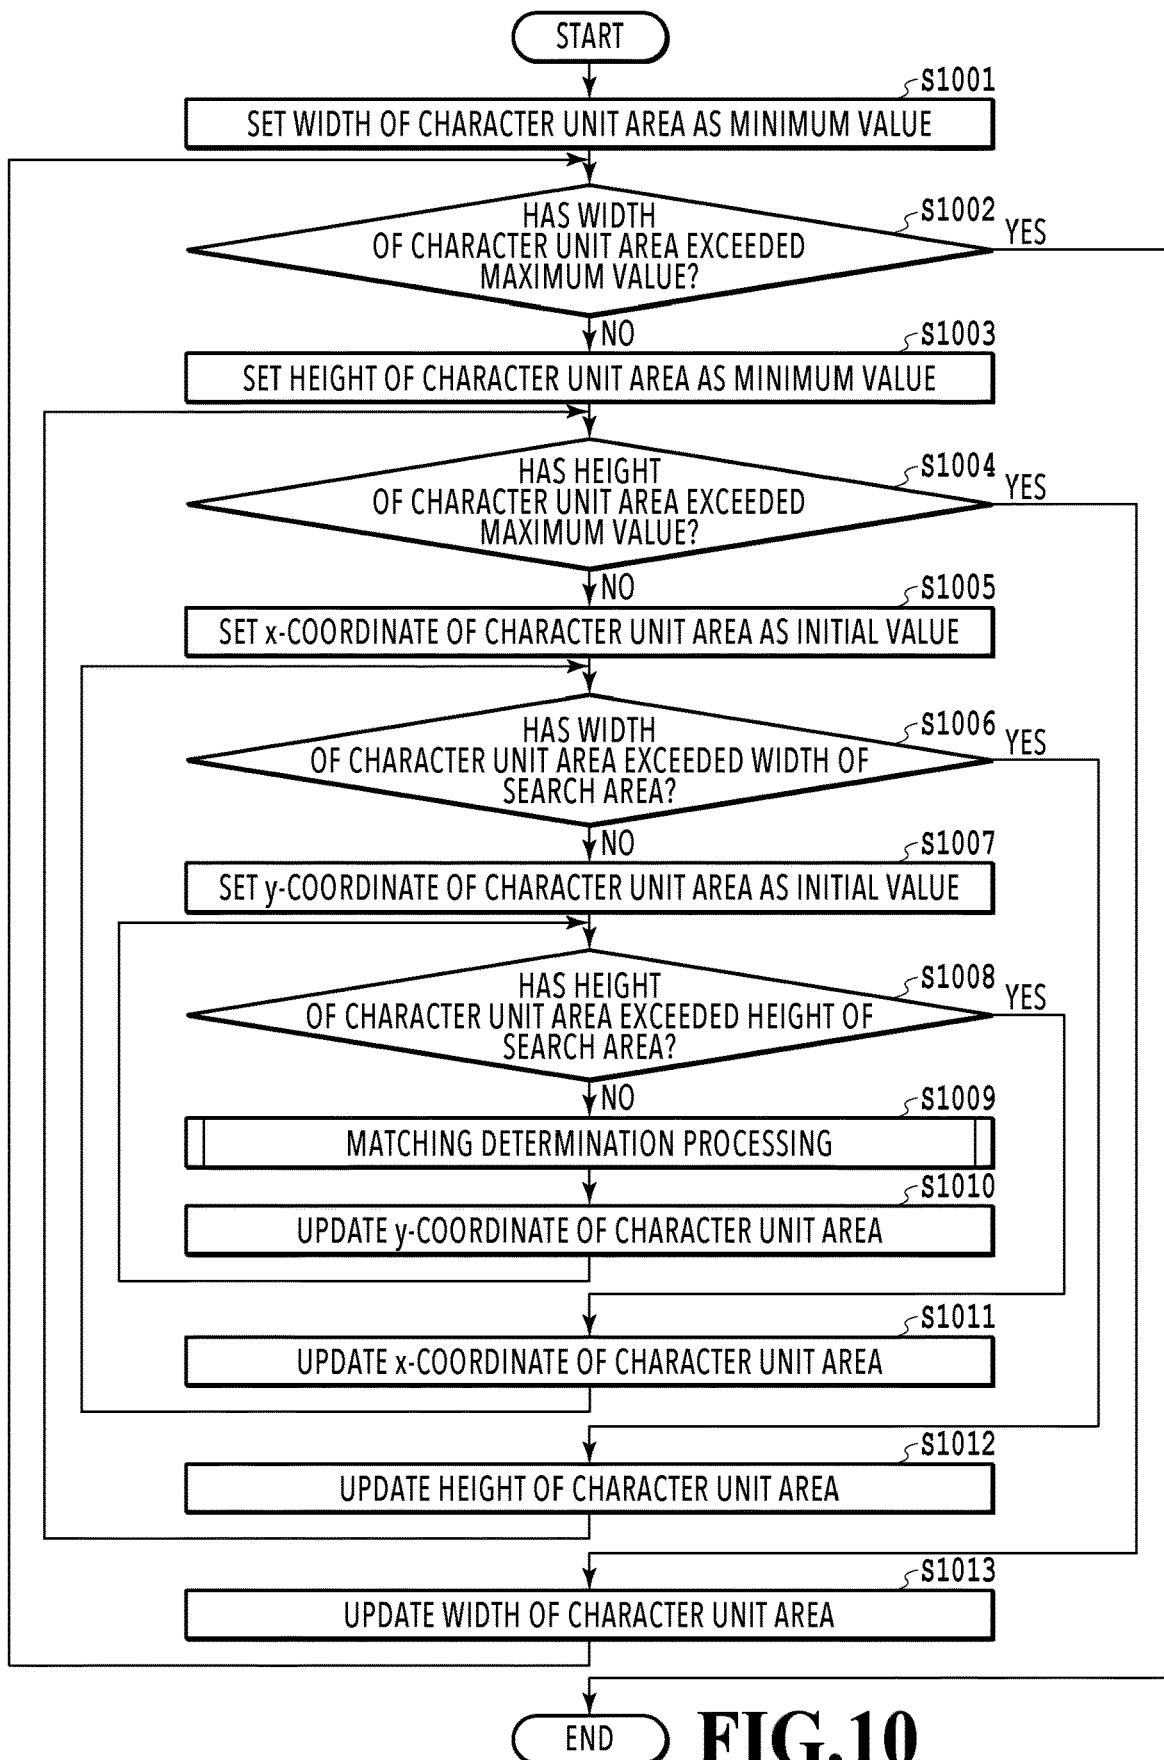 START
S1001
SET WIDTH OF CHARACTER UNIT AREA AS MINIMUM VALUE
S1002
HAS WIDTH
OF CHARACTER UNIT AREA EXCEEDED
MAXIMUM VALUE?
YES
NO
S1003
SET HEIGHT OF CHARACTER UNIT AREA AS MINIMUM VALUE
S1004
HAS HEIGHT
OF CHARACTER UNIT AREA EXCEEDED
MAXIMUM VALUE?
YES
NO
S1005
SET x-COORDINATE OF CHARACTER UNIT AREA AS INITIAL VALUE
S1006
HAS WIDTH
OF CHARACTER UNIT AREA EXCEEDED WIDTH OF
SEARCH AREA?
YES
NO
S1007
SET y-COORDINATE OF CHARACTER UNIT AREA AS INITIAL VALUE
S1008
HAS HEIGHT
OF CHARACTER UNIT AREA EXCEEDED HEIGHT OF
SEARCH AREA?
YES
NO
S1009
MATCHING DETERMINATION PROCESSING
S1010
UPDATE y-COORDINATE OF CHARACTER UNIT AREA
S1011
UPDATE x-COORDINATE OF CHARACTER UNIT AREA
S1012
UPDATE HEIGHT OF CHARACTER UNIT AREA
S1013
UPDATE WIDTH OF CHARACTER UNIT AREA
END
FIG.10